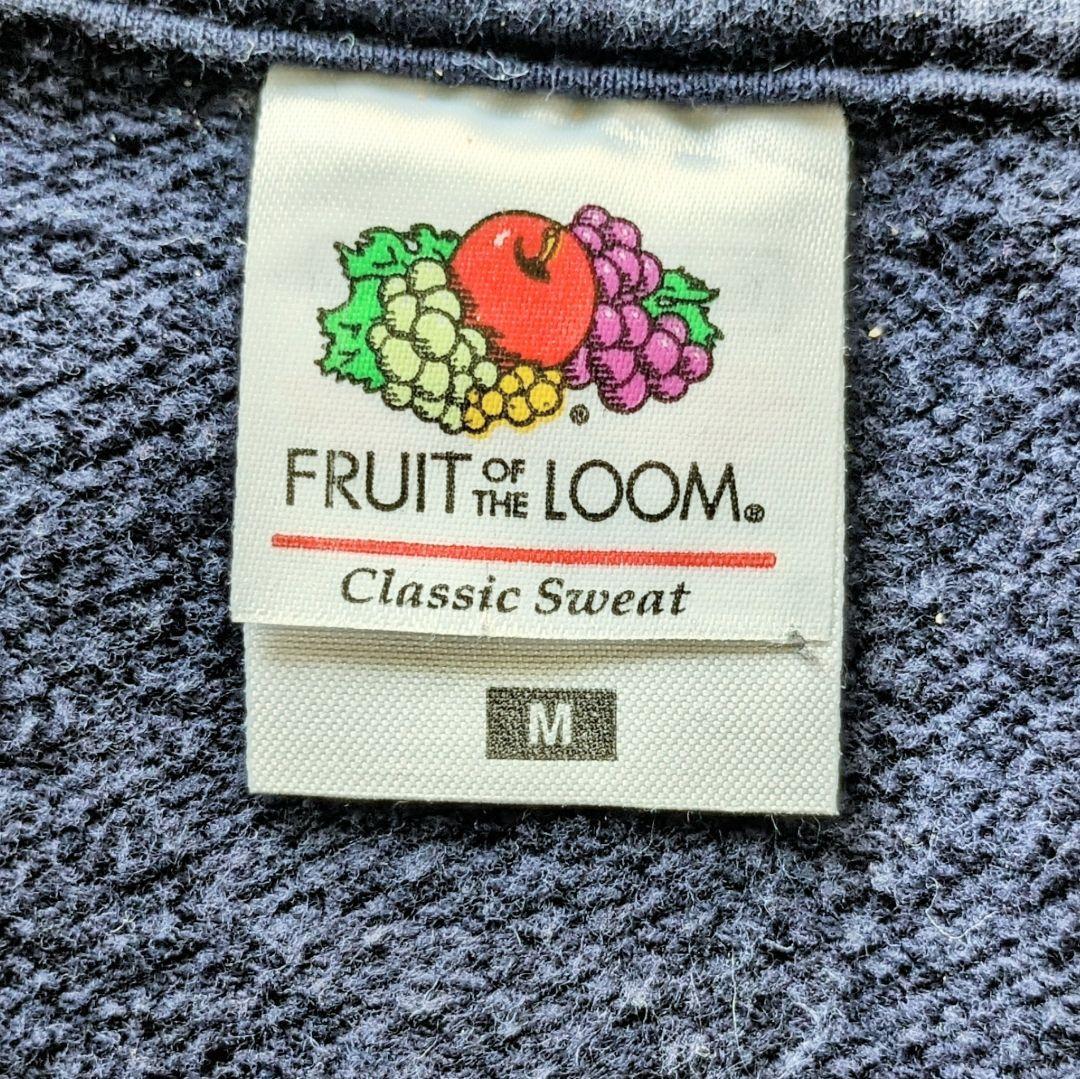 ®
FRUIT OF THE LOOM®
Classic Sweat
M